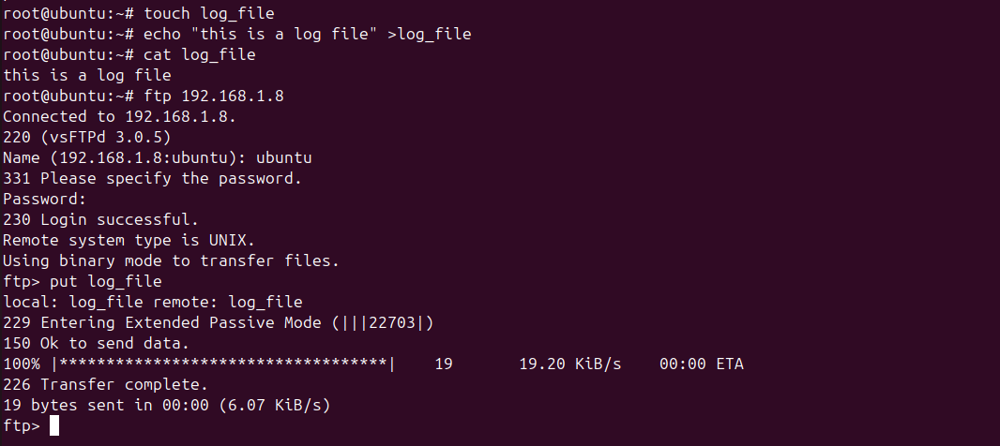 root@ubuntu:~# touch log_file
root@ubuntu:~# echo "this is a log file" >log_file
root@ubuntu:~# cat log_file
this is a log file
root@ubuntu:~# ftp 192.168.1.8
Connected to 192.168.1.8.
220 (vsFTPd 3.0.5)
Name (192.168.1.8:ubuntu): ubuntu
331 Please specify the password.
Password:
230 Login successful.
Remote system type is UNIX.
Using binary mode to transfer files.
ftp> put log_file
local: log_file remote: log_file
229 Entering Extended Passive Mode (|||22703|)
150 Ok to send data.
100% |***********************************|    19       19.20 KiB/s    00:00 ETA
226 Transfer complete.
19 bytes sent in 00:00 (6.07 KiB/s)
ftp>